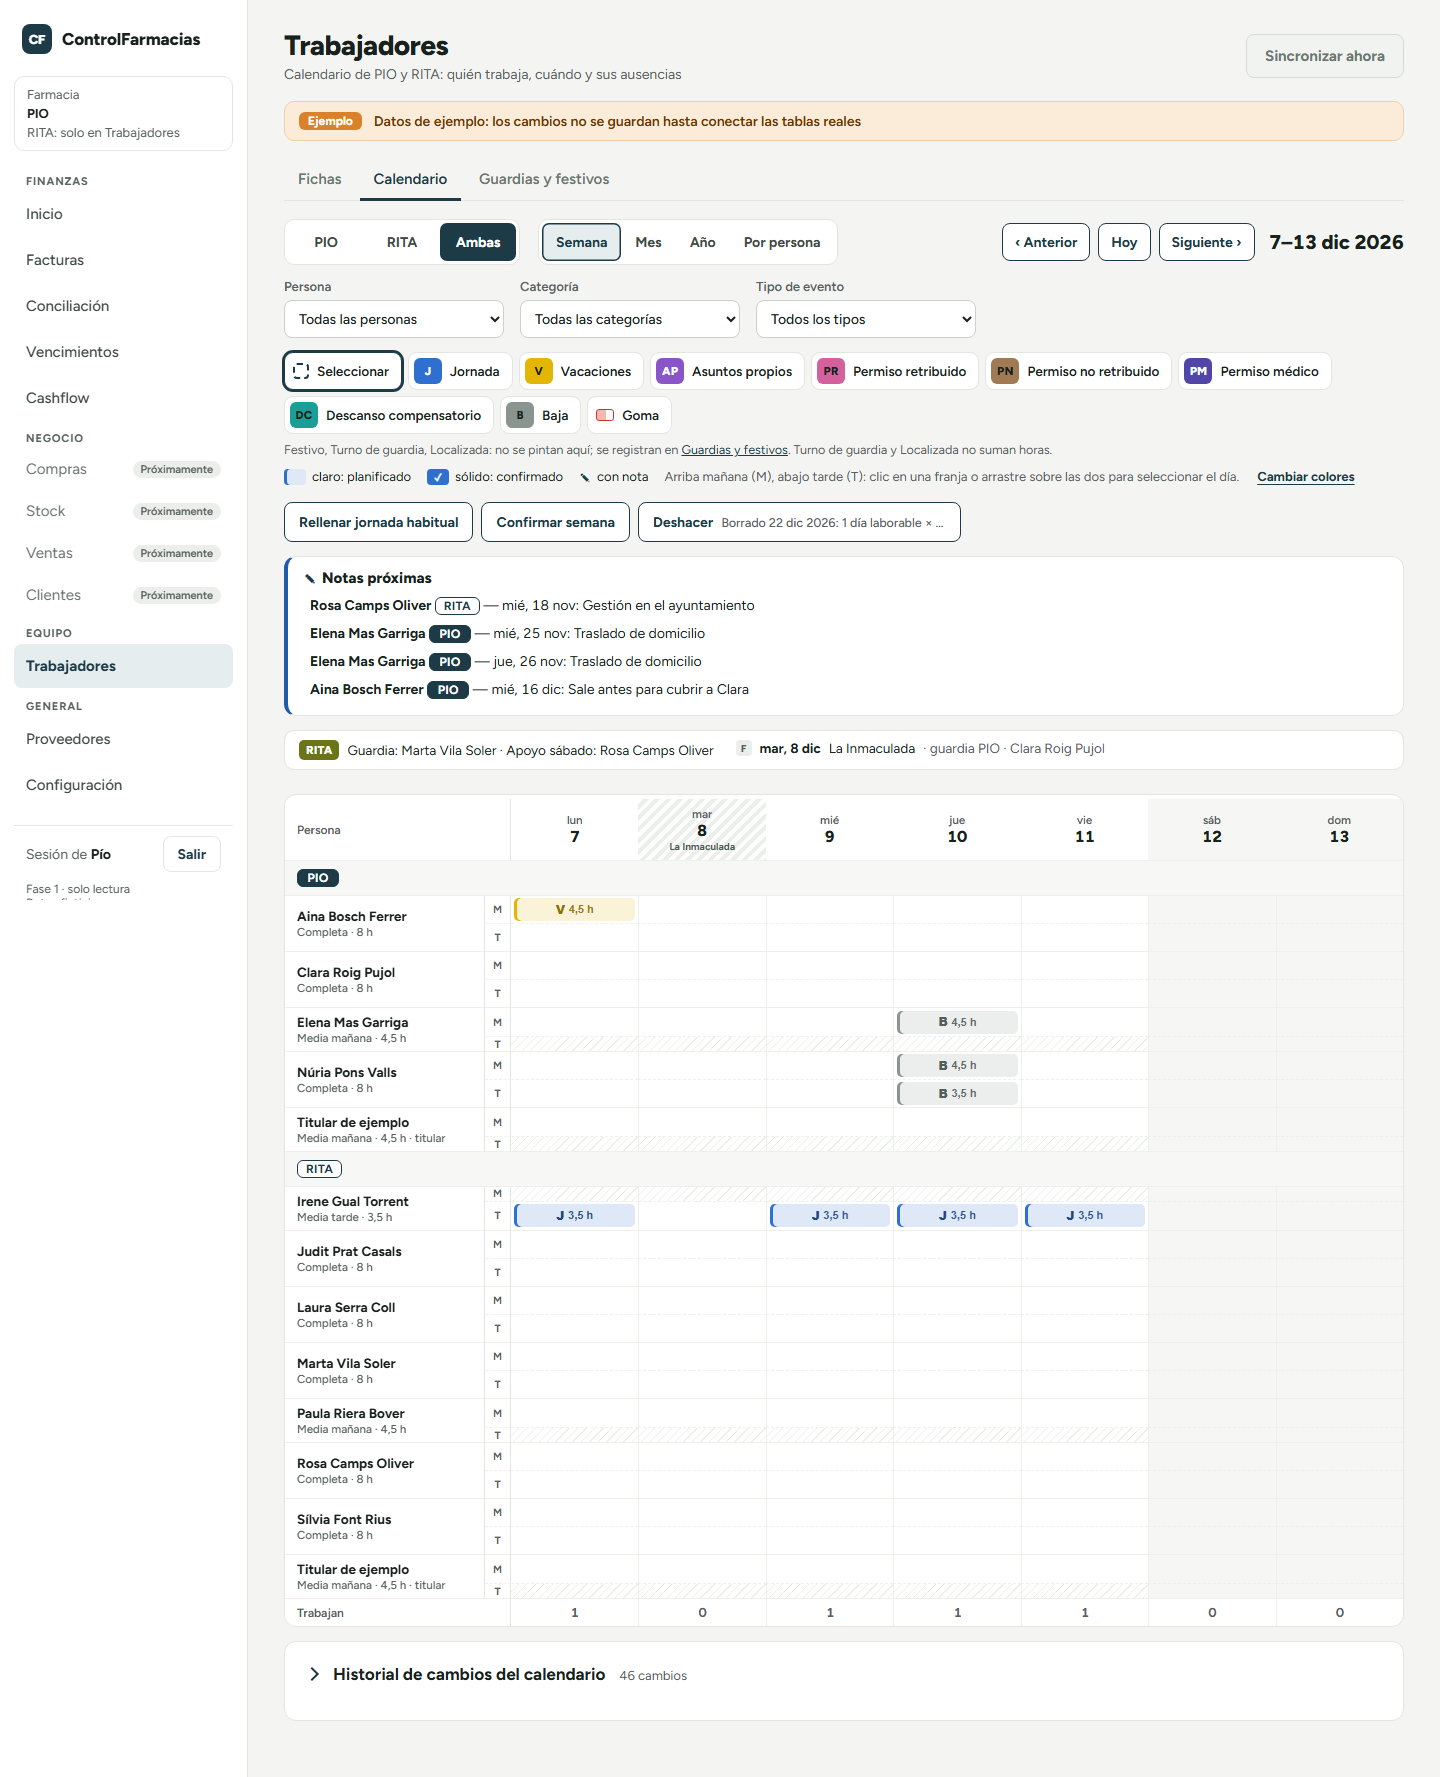 CF ControlFarmacias
Farmacia
PIO
RITA: solo en Trabajadores
FINANZAS
Inicio
Facturas
Conciliación
Vencimientos
Cashflow
NEGOCIO
Compras Próximamente
Stock Próximamente
Ventas Próximamente
Clientes Próximamente
EQUIPO
Trabajadores
GENERAL
Proveedores
Configuración
Sesión de Pío Salir
Fase 1 · solo lectura
Trabajadores
Calendario de PIO y RITA: quién trabaja, cuándo y sus ausencias
Sincronizar ahora
Ejemplo Datos de ejemplo: los cambios no se guardan hasta conectar las tablas reales
Fichas Calendario Guardias y festivos
PIO RITA Ambas Semana Mes Año Por persona ‹ Anterior Hoy Siguiente › 7–13 dic 2026
Persona Categoría Tipo de evento
Todas las personas Todas las categorías Todos los tipos
Seleccionar J Jornada V Vacaciones AP Asuntos propios PR Permiso retribuido PN Permiso no retribuido PM Permiso médico
DC Descanso compensatorio B Baja Goma
Festivo, Turno de guardia, Localizada: no se pintan aquí; se registran en Guardias y festivos. Turno de guardia y Localizada no suman horas.
claro: planificado ✓ sólido: confirmado con nota Arriba mañana (M), abajo tarde (T): clic en una franja o arrastre sobre las dos para seleccionar el día. Cambiar colores
Rellenar jornada habitual Confirmar semana Deshacer Borrado 22 dic 2026: 1 día laborable × …
Notas próximas
Rosa Camps Oliver RITA — mié, 18 nov: Gestión en el ayuntamiento
Elena Mas Garriga PIO — mié, 25 nov: Traslado de domicilio
Elena Mas Garriga PIO — jue, 26 nov: Traslado de domicilio
Aina Bosch Ferrer PIO — mié, 16 dic: Sale antes para cubrir a Clara
RITA Guardia: Marta Vila Soler · Apoyo sábado: Rosa Camps Oliver F mar, 8 dic La Inmaculada · guardia PIO · Clara Roig Pujol
Persona lun 7 mar 8 La Inmaculada mié 9 jue 10 vie 11 sáb 12 dom 13
PIO
Aina Bosch Ferrer M V 4,5 h
Completa · 8 h T
Clara Roig Pujol M
Completa · 8 h T
Elena Mas Garriga M B 4,5 h
Media mañana · 4,5 h T
Núria Pons Valls M B 4,5 h
Completa · 8 h T B 3,5 h
Titular de ejemplo M
Media mañana · 4,5 h · titular T
RITA
Irene Gual Torrent M
Media tarde · 3,5 h T J 3,5 h J 3,5 h J 3,5 h J 3,5 h
Judit Prat Casals M
Completa · 8 h T
Laura Serra Coll M
Completa · 8 h T
Marta Vila Soler M
Completa · 8 h T
Paula Riera Bover M
Media mañana · 4,5 h T
Rosa Camps Oliver M
Completa · 8 h T
Sílvia Font Rius M
Completa · 8 h T
Titular de ejemplo M
Media mañana · 4,5 h · titular T
Trabajan 1 0 1 1 1 0 0
Historial de cambios del calendario 46 cambios